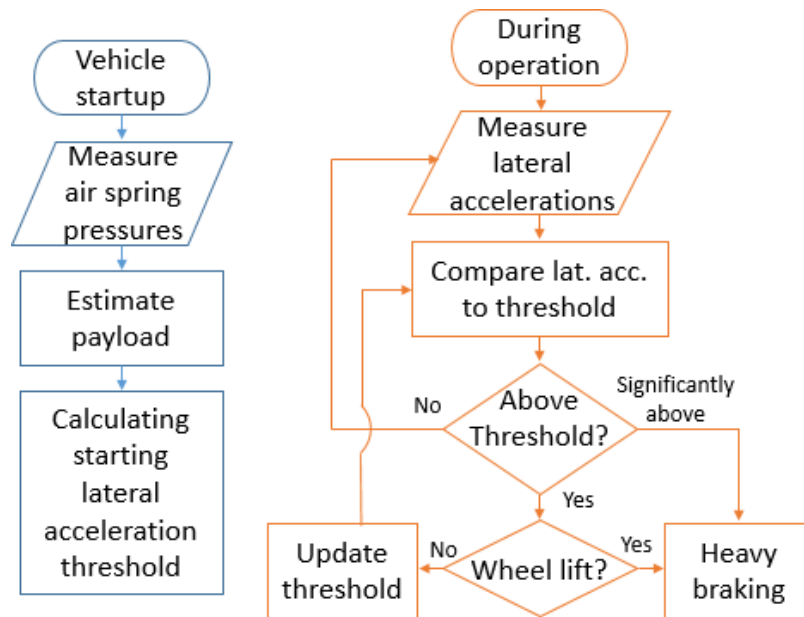 Vehicle
startup
Measure
air spring
pressures
Estimate
payload
Calculating
starting
lateral
acceleration
threshold
During
operation
Measure
lateral
accelerations
Compare lat. acc.
to threshold
Above
Threshold?
No
Significantly
above
Yes
Wheel lift?
No
Yes
Update
threshold
Heavy
braking